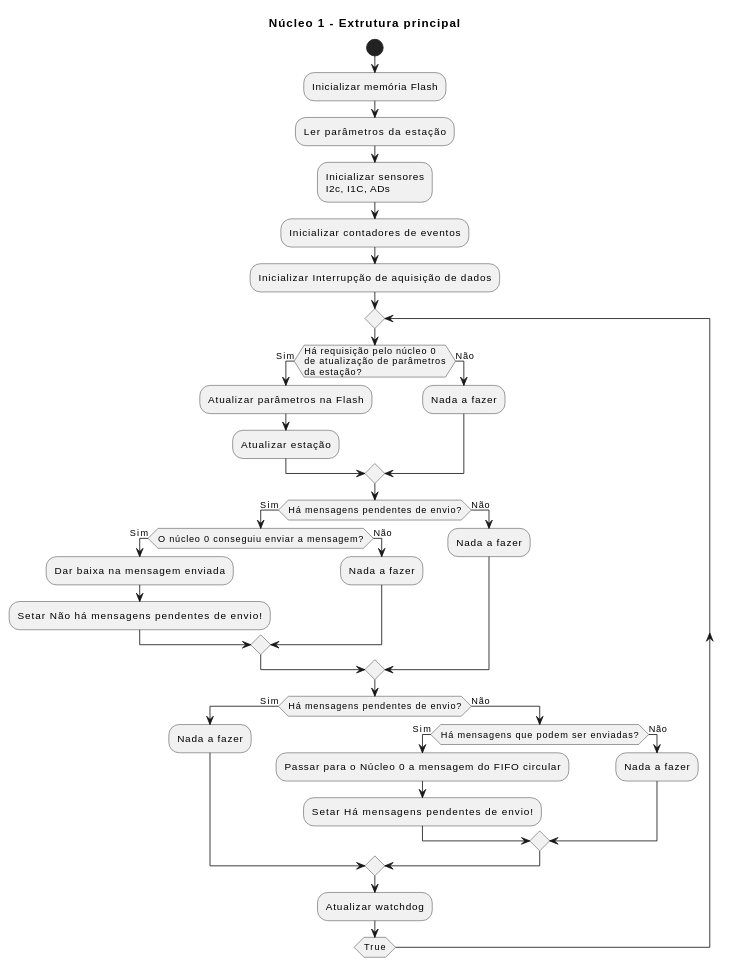 Núcleo 1 - Extrutura principal
Inicializar memória Flash
Ler parâmetros da estação
Inicializar sensores
I2c, I1C, ADs
Inicializar contadores de eventos
Inicializar Interrupção de aquisição de dados
Sim
Há requisição pelo núcleo 0
de atualização de parâmetros
da estação?
Não
Atualizar parâmetros na Flash
Nada a fazer
Atualizar estação
Sim
Há mensagens pendentes de envio?
Não
Sim
O núcleo 0 conseguiu enviar a mensagem?
Não
Nada a fazer
Dar baixa na mensagem enviada
Nada a fazer
Setar Não há mensagens pendentes de envio!
Sim
Há mensagens pendentes de envio?
Não
Nada a fazer
Sim
Há mensagens que podem ser enviadas?
Não
Passar para o Núcleo 0 a mensagem do FIFO circular
Nada a fazer
Setar Há mensagens pendentes de envio!
Atualizar watchdog
True